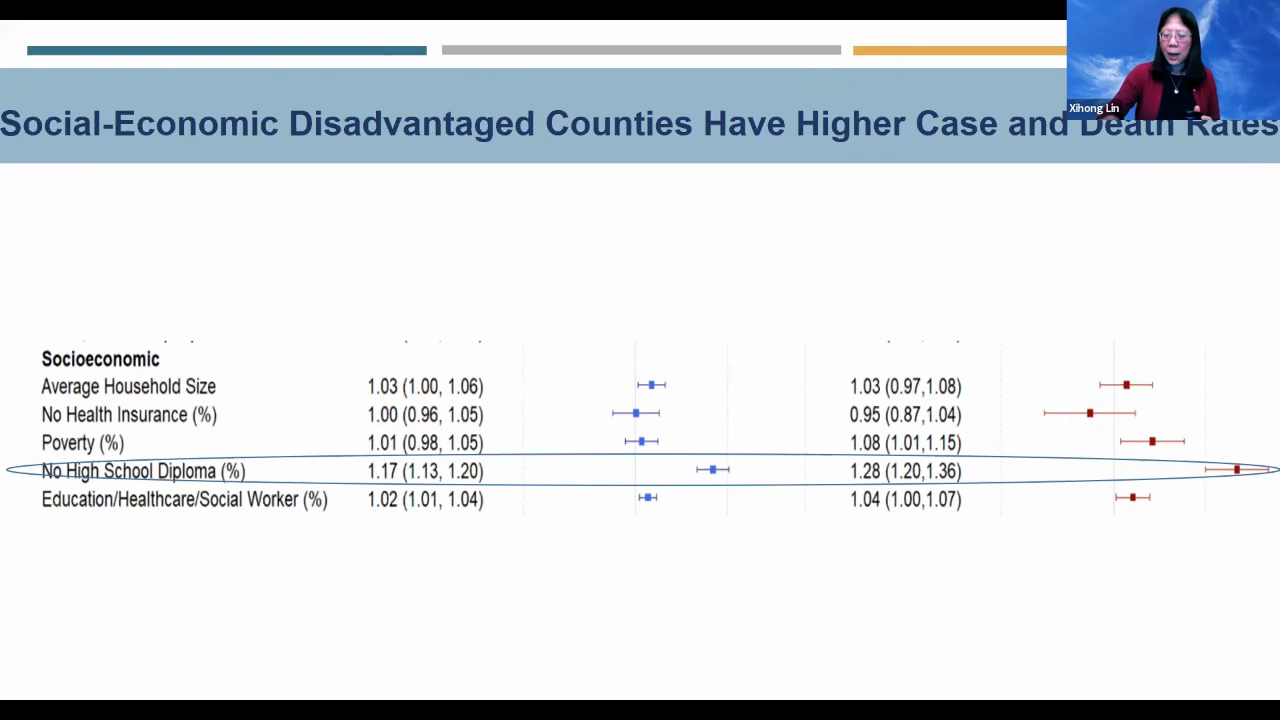 Xihong Lin
Social-Economic Disadvantaged Counties Have Higher Case and Death Rates
Socioeconomic
Average Household Size 1.03 (1.00, 1.06) 1.03 (0.97,1.08)
No Health Insurance (%) 1.00 (0.96, 1.05) 0.95 (0.87,1.04)
Poverty (%) 1.01 (0.98, 1.05) 1.08 (1.01,1.15)
No High School Diploma (%) 1.17 (1.13, 1.20) 1.28 (1.20,1.36)
Education/Healthcare/Social Worker (%) 1.02 (1.01, 1.04) 1.04 (1.00,1.07)